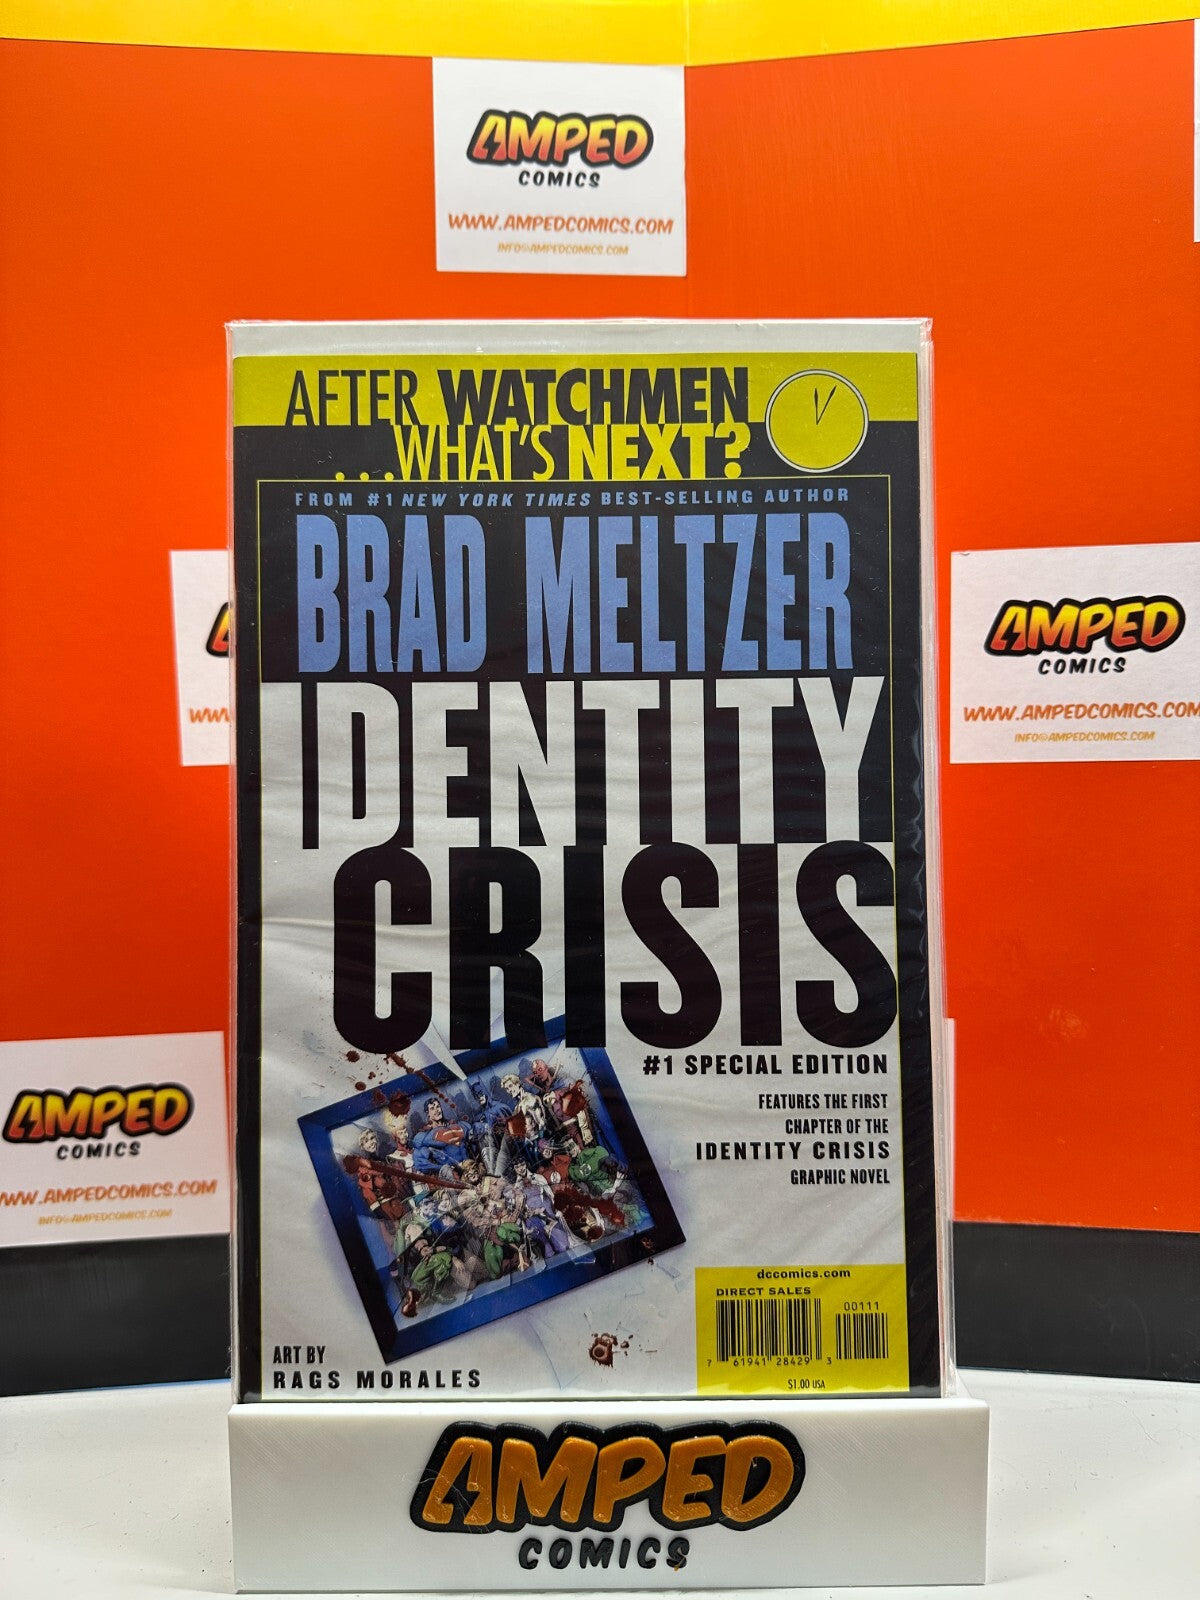 AMPED
COMICS
WWW.AMPEDCOMICS.COM
INFO@AMPEDCOMICS.COM
AFTER WATCHMEN
...WHAT'S NEXT?
FROM #1 NEW YORK TIMES BEST-SELLING AUTHOR
BRAD MELTZER
IDENTITY
CRISIS
#1 SPECIAL EDITION
FEATURES THE FIRST
CHAPTER OF THE
IDENTITY CRISIS
GRAPHIC NOVEL
dccomics.com
DIRECT SALES
00111
7 61941 28429 3
$1.00 USA
ART BY
RAGS MORALES
AMPED
COMICS
WWW.AMPEDCOMICS.COM
INFO@AMPEDCOMICS.COM
AMPED
COMICS
WWW.AMPEDCOMICS.COM
INFO@AMPEDCOMICS.COM
AMPED
COMICS